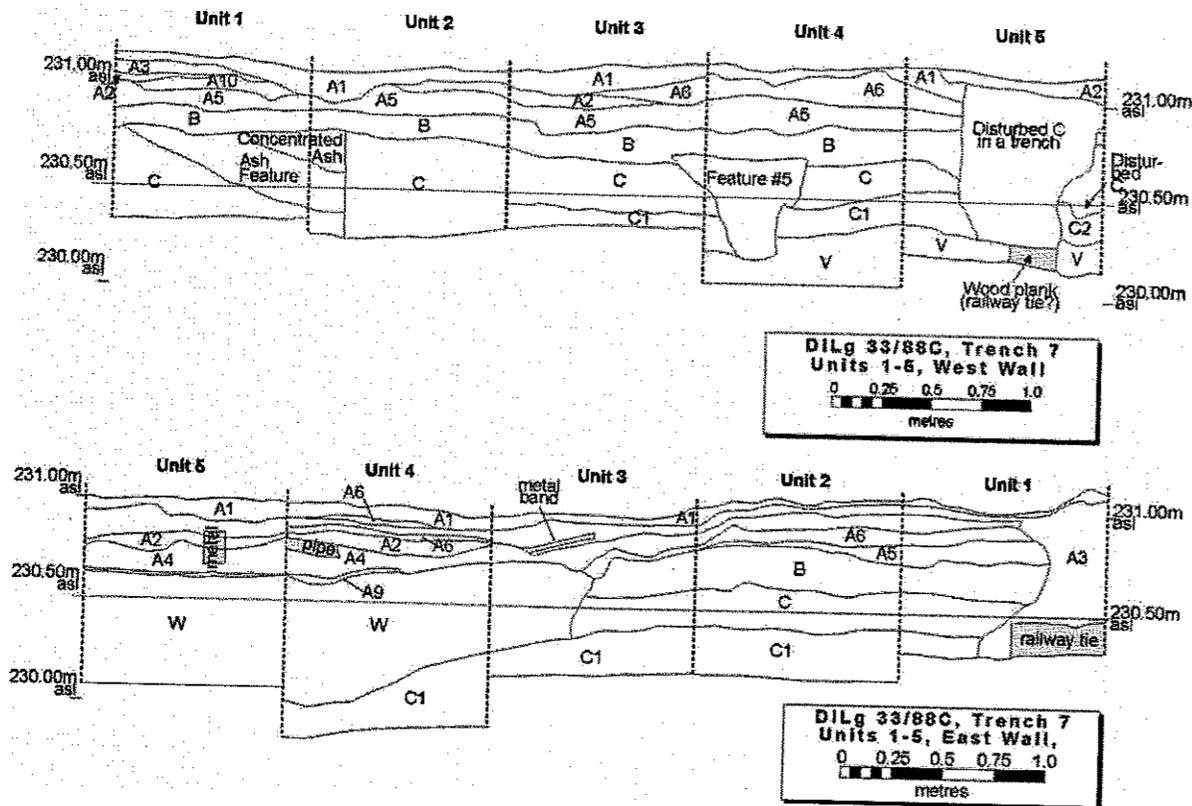 Unit 1
Unit 2
Unit 3
Unit 4
Unit 5
231.00m
asl
A3
A10
A2
A5
A1
A5
A1
A2
A6
A5
A6
A5
A1
A2
231.00m
asl
B
B
B
B
Concentrated
Ash
Ash
Feature
Disturbed C
in a trench
Distur-
bed
C
230.50m
asl
C
C
C
Feature #5
C
230.50m
asl
C1
C1
C2
V
V
V
230.00m
asl
Wood plank
(railway tie?)
230.00m
asl
DILg 33/88C, Trench 7
Units 1-5, West Wall
0 0.25 0.5 0.75 1.0
metres
Unit 5
Unit 4
Unit 3
Unit 2
Unit 1
231.00m
asl
A6
metal
band
A1
A1
A1
231.00m
asl
A2
metal
A2
A6
A6
A3
A4
pipe
A4
A5
B
230.50m
asl
A9
C
230.50m
asl
W
W
railway tie
C1
C1
230.00m
asl
C1
DILg 33/88C, Trench 7
Units 1-5, East Wall,
0 0.25 0.5 0.75 1.0
metres